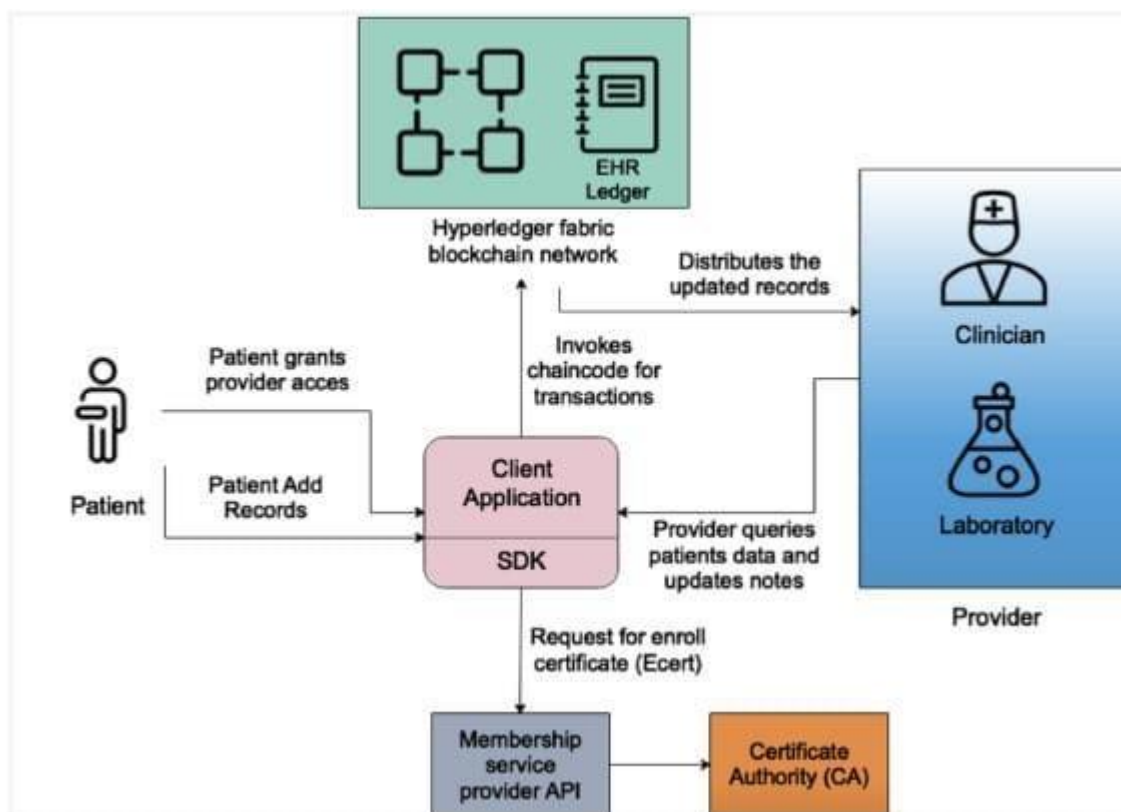 EHR
Ledger
Hyperledger fabric
blockchain network
Distributes the
updated records
Clinician
Patient grants
provider acces
Invokes
chaincode for
transactions
Patient
Patient Add
Records
Client
Application
SDK
Provider queries
patients data and
updates notes
Laboratory
Provider
Request for enroll
certificate (Ecert)
Membership
service
provider API
Certificate
Authority (CA)